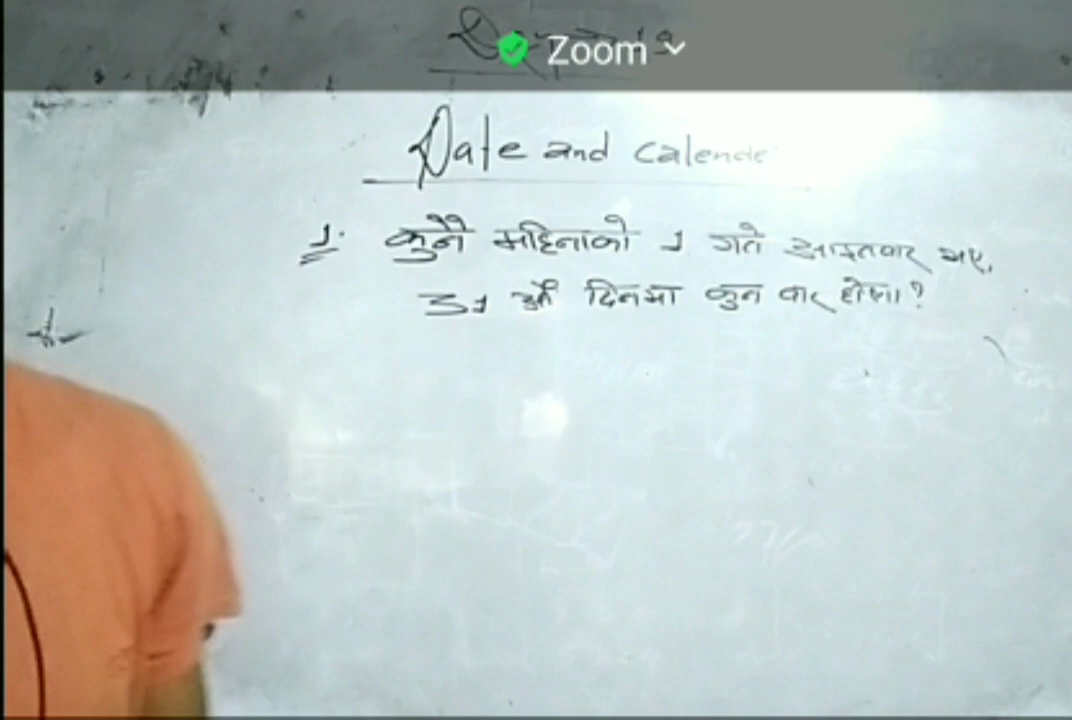 Zoom
Date and Calende
1. कुनै महिनाको 1 गते आइतवार भए,
31 औं दिनमा कुन वार होला?